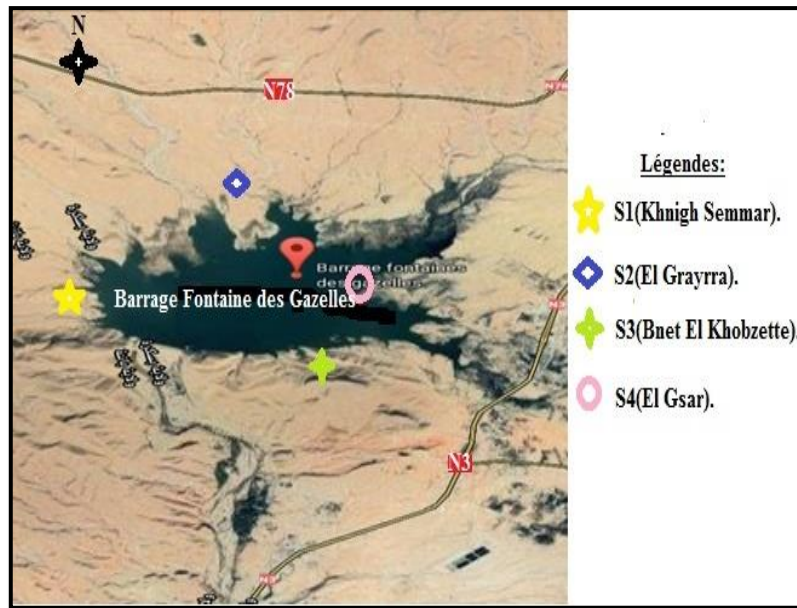 N
N78
Barrage fontaines
des gazelles
Barrage Fontaine des Gazelles
N3
Légendes:
S1(Khnigh Semmar).
S2(El Grayrra).
S3(Bnet El Khobzette).
S4(El Gsar).